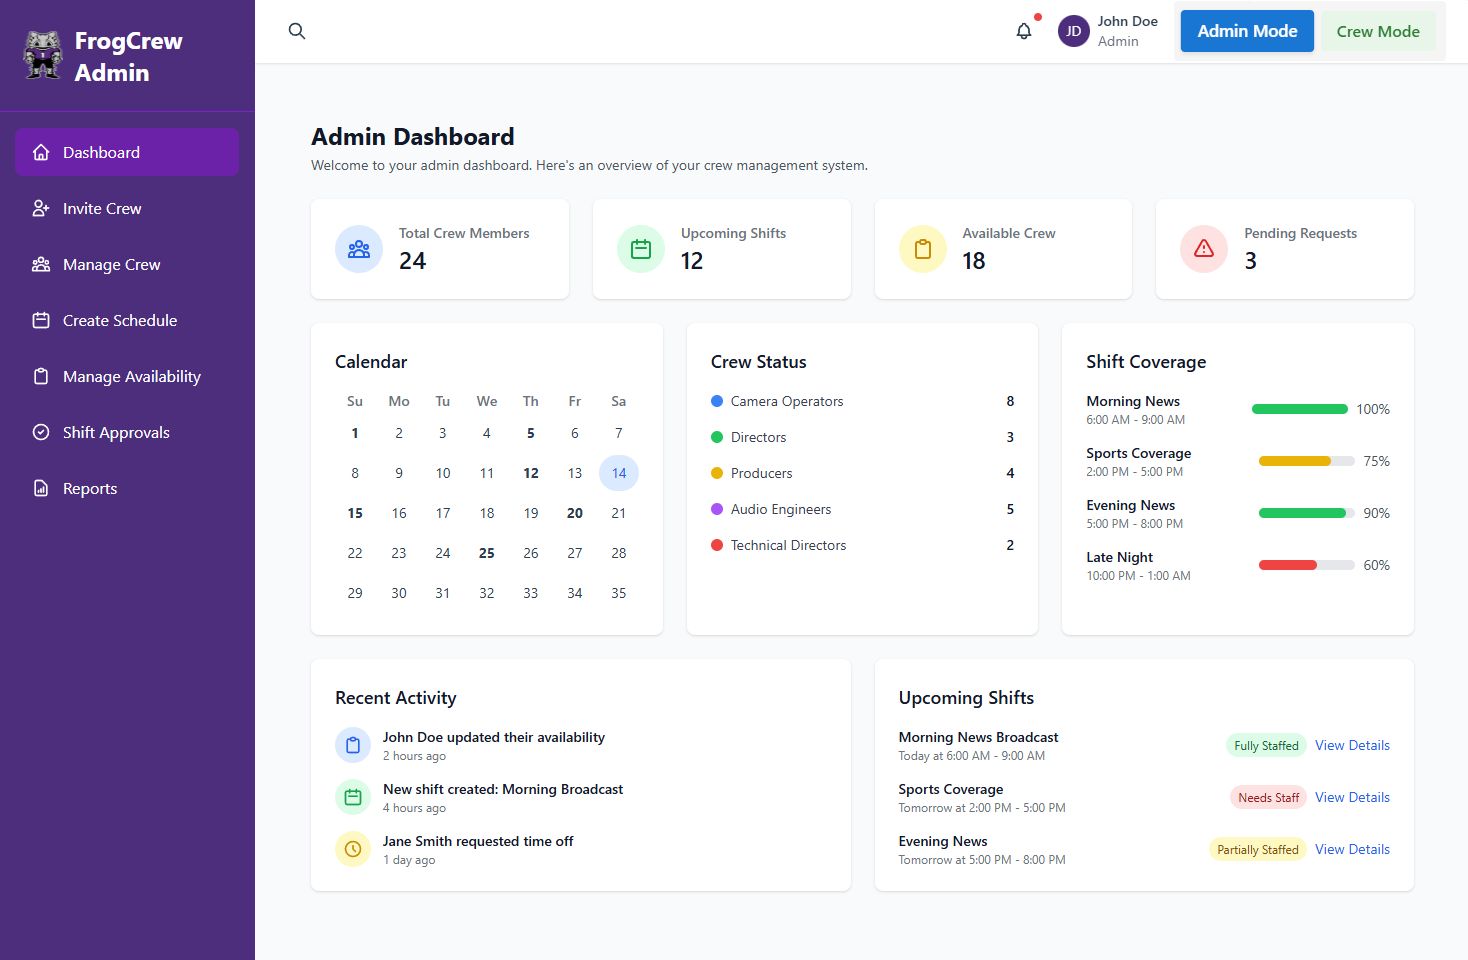 FrogCrew
Admin
Dashboard
Invite Crew
Manage Crew
Create Schedule
Manage Availability
Shift Approvals
Reports
JD
John Doe
Admin
Admin Mode
Crew Mode
Admin Dashboard
Welcome to your admin dashboard. Here's an overview of your crew management system.
Total Crew Members
24
Upcoming Shifts
12
Available Crew
18
Pending Requests
3
Calendar
Su Mo Tu We Th Fr Sa
1 2 3 4 5 6 7
8 9 10 11 12 13 14
15 16 17 18 19 20 21
22 23 24 25 26 27 28
29 30 31 32 33 34 35
Crew Status
Camera Operators 8
Directors 3
Producers 4
Audio Engineers 5
Technical Directors 2
Shift Coverage
Morning News
6:00 AM - 9:00 AM
100%
Sports Coverage
2:00 PM - 5:00 PM
75%
Evening News
5:00 PM - 8:00 PM
90%
Late Night
10:00 PM - 1:00 AM
60%
Recent Activity
John Doe updated their availability
2 hours ago
New shift created: Morning Broadcast
4 hours ago
Jane Smith requested time off
1 day ago
Upcoming Shifts
Morning News Broadcast
Today at 6:00 AM - 9:00 AM
Fully Staffed View Details
Sports Coverage
Tomorrow at 2:00 PM - 5:00 PM
Needs Staff View Details
Evening News
Tomorrow at 5:00 PM - 8:00 PM
Partially Staffed View Details